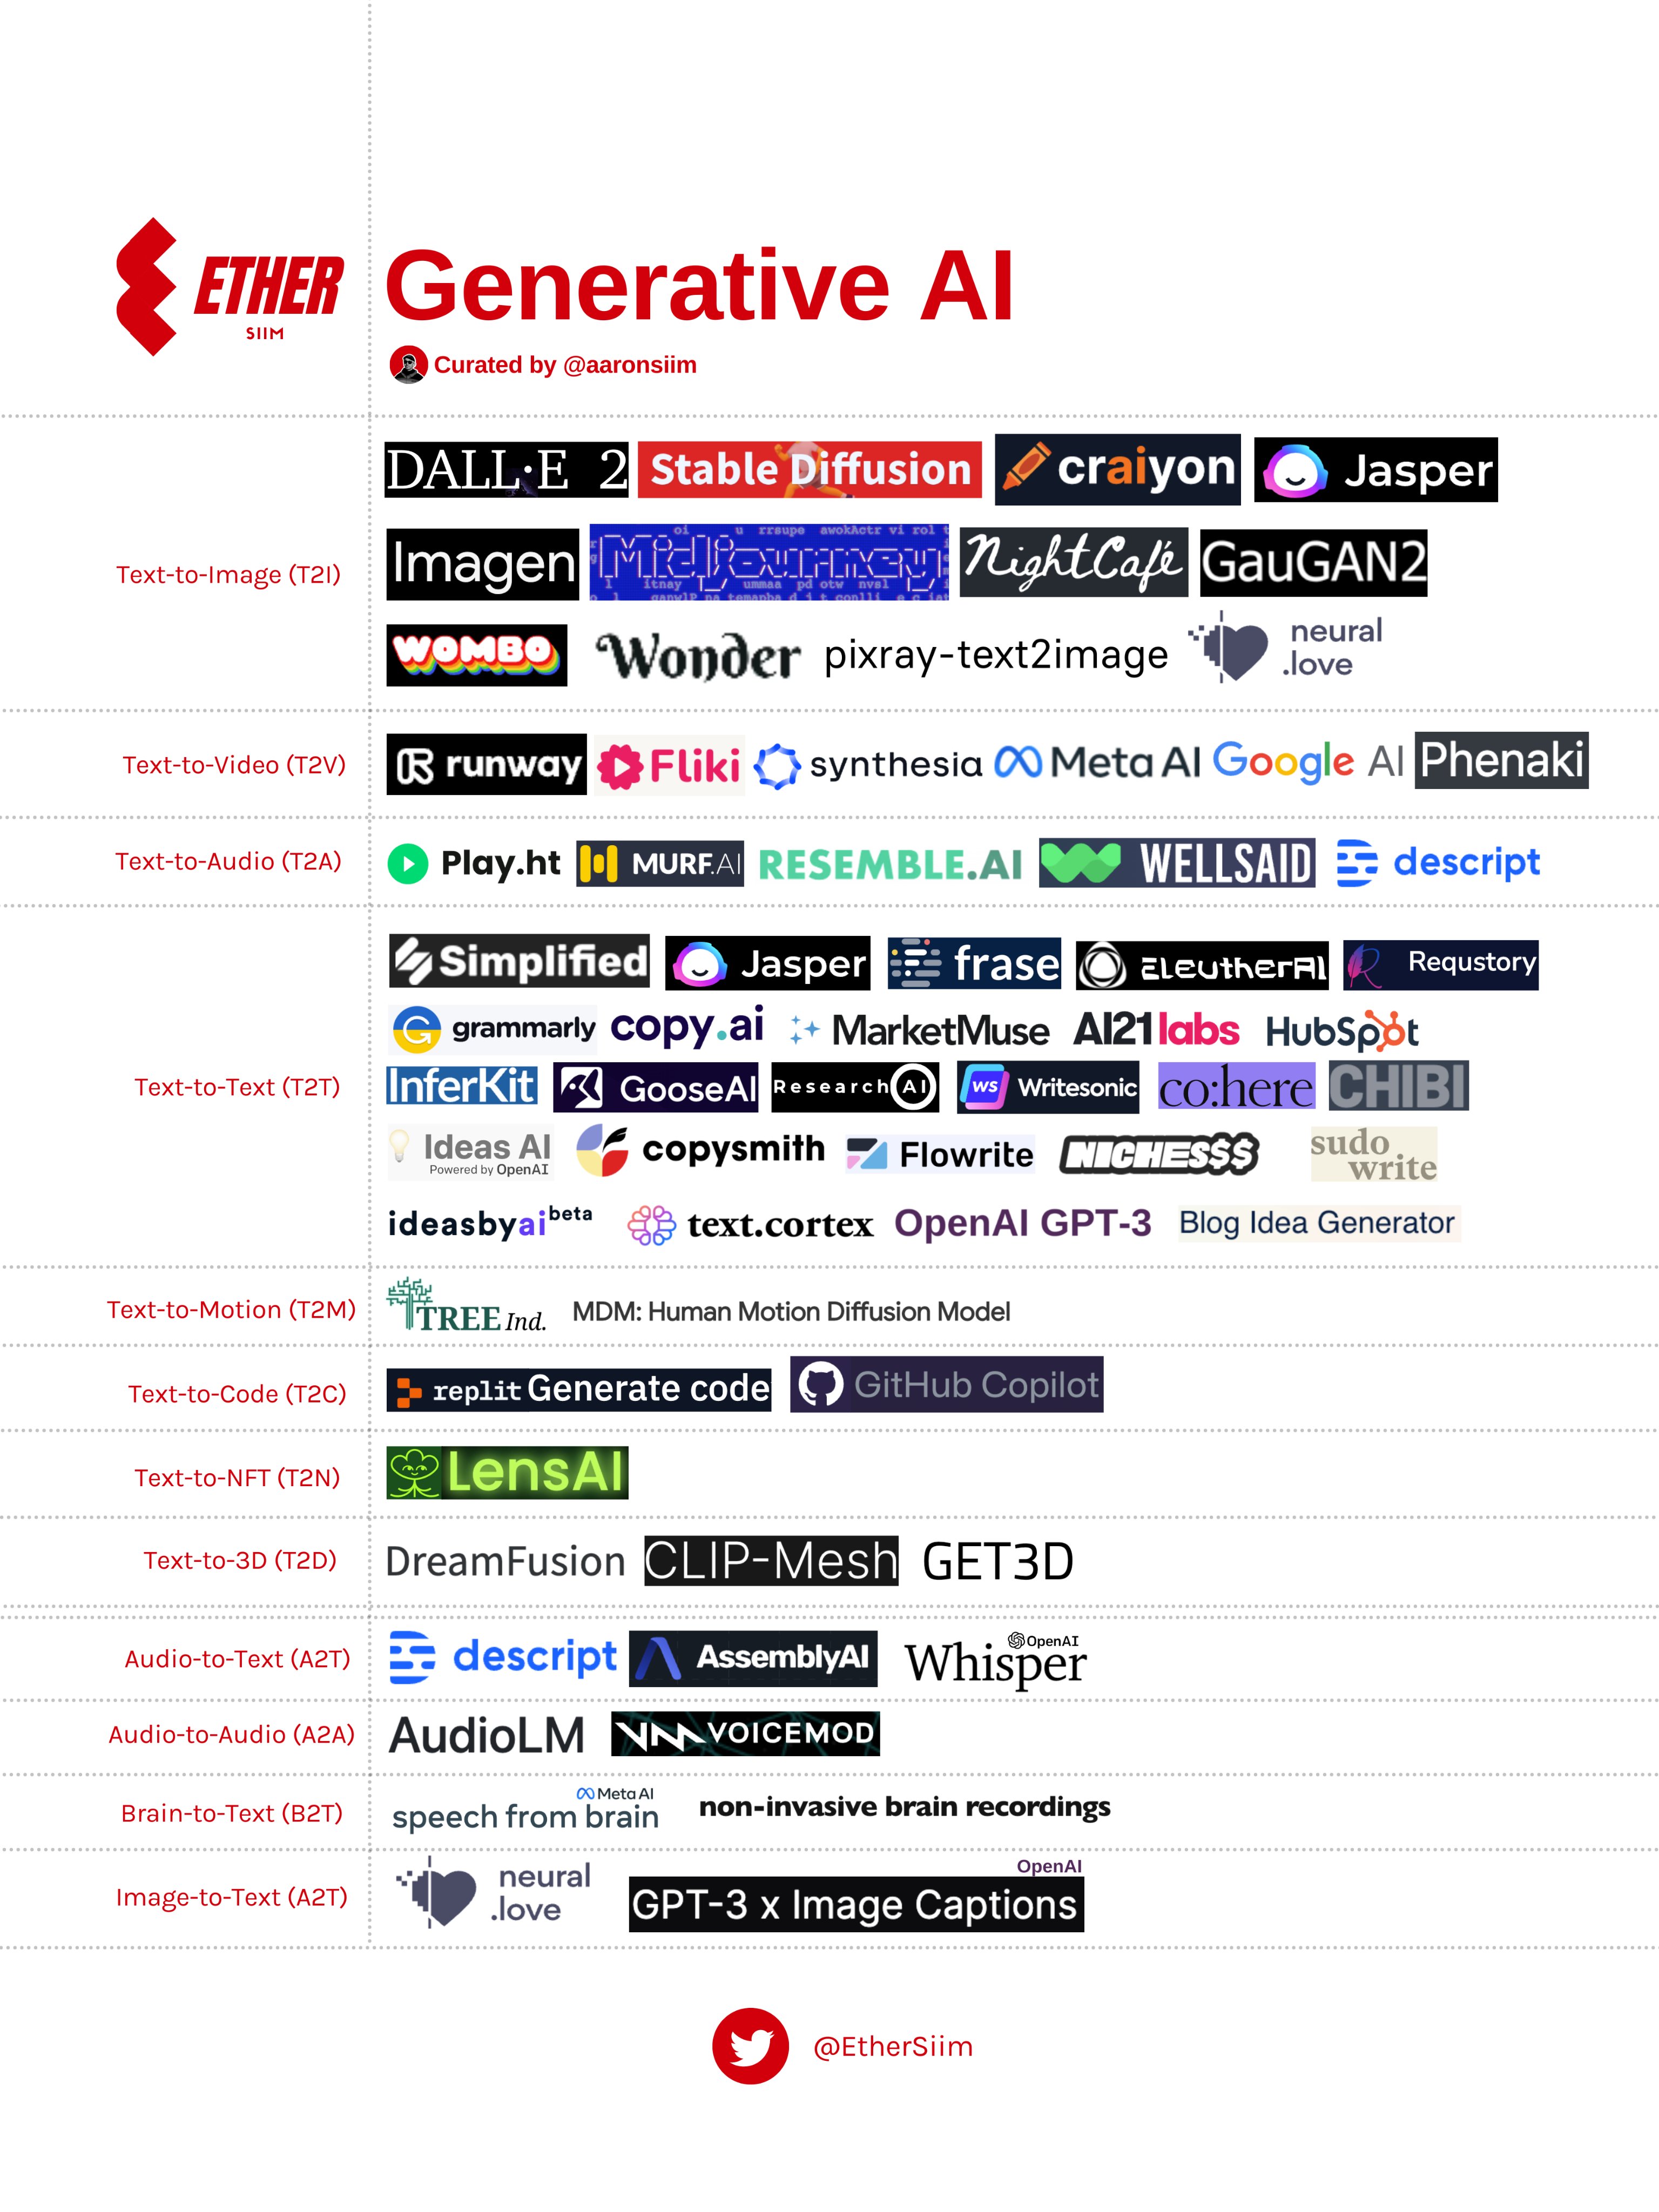 ETHER
SIIM
Generative AI
Curated by @aaronsiim
Text-to-Image (T2I)
DALL·E 2 Stable Diffusion craiyon Jasper
Imagen Midjourney NightCafé GauGAN2
WOMBO Wonder pixray-text2image neural
.love
Text-to-Video (T2V)
runway Fliki synthesia Meta AI Google AI Phenaki
Text-to-Audio (T2A)
Play.ht MURF.AI RESEMBLE.AI WELLSAID descript
Text-to-Text (T2T)
Simplified Jasper frase EleutherAI Requstory
grammarly copy.ai MarketMuse AI21labs HubSpot
InferKit GooseAI ResearchAI WS Writesonic co:here CHIBI
Ideas AI
Powered by OpenAI
copysmith Flowrite NICHES$$ sudo
write
ideasbyai beta text.cortex OpenAI GPT-3 Blog Idea Generator
Text-to-Motion (T2M)
TREE Ind. MDM: Human Motion Diffusion Model
Text-to-Code (T2C)
replit Generate code GitHub Copilot
Text-to-NFT (T2N)
LensAI
Text-to-3D (T2D)
DreamFusion CLIP-Mesh GET3D
Audio-to-Text (A2T)
descript AssemblyAI OpenAI
Whisper
Audio-to-Audio (A2A)
AudioLM VOICEMOD
Brain-to-Text (B2T)
Meta AI
speech from brain non-invasive brain recordings
Image-to-Text (A2T)
neural
.love
OpenAI
GPT-3 x Image Captions
@EtherSiim